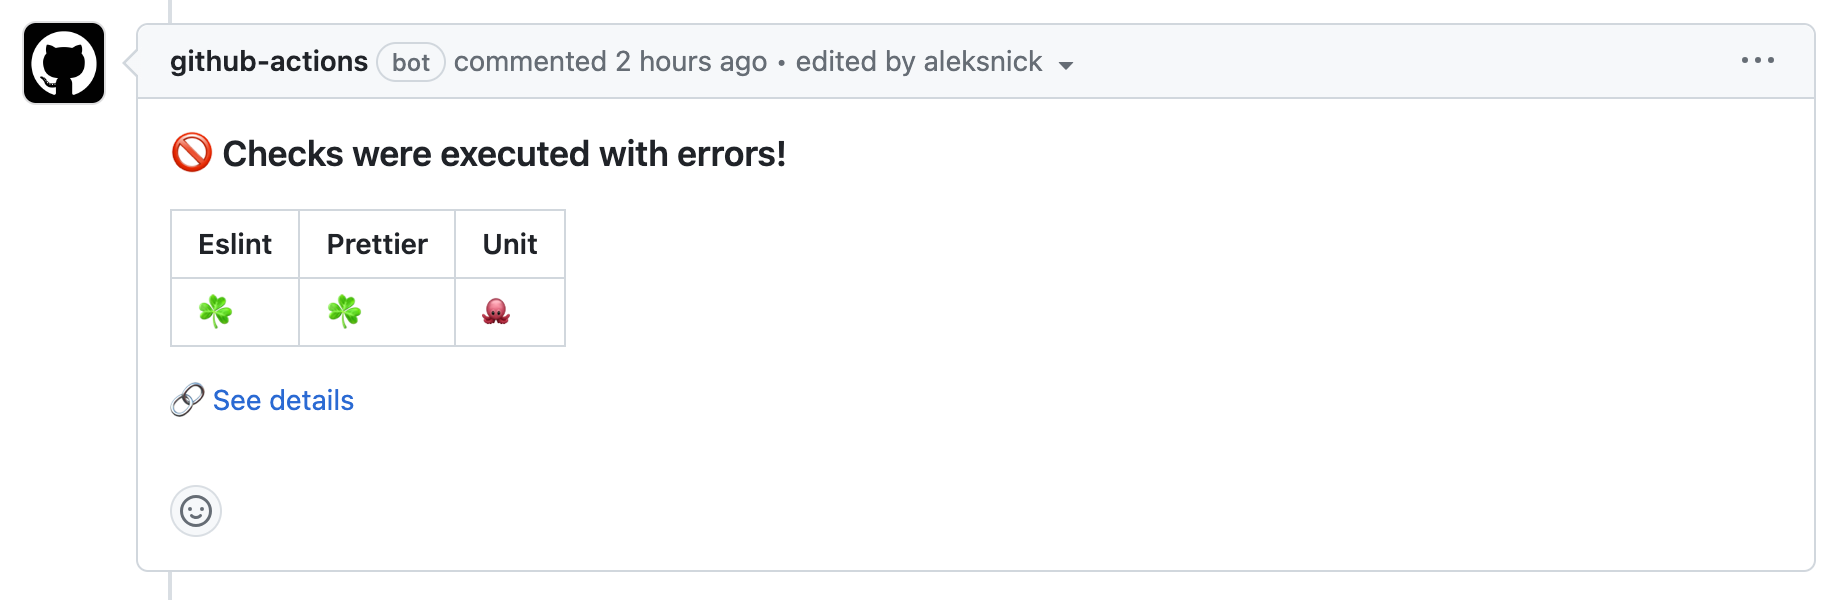 github-actions bot commented 2 hours ago • edited by aleksnick
🚫 Checks were executed with errors!
Eslint Prettier Unit
☘️ ☘️ 🐙
🔗 See details